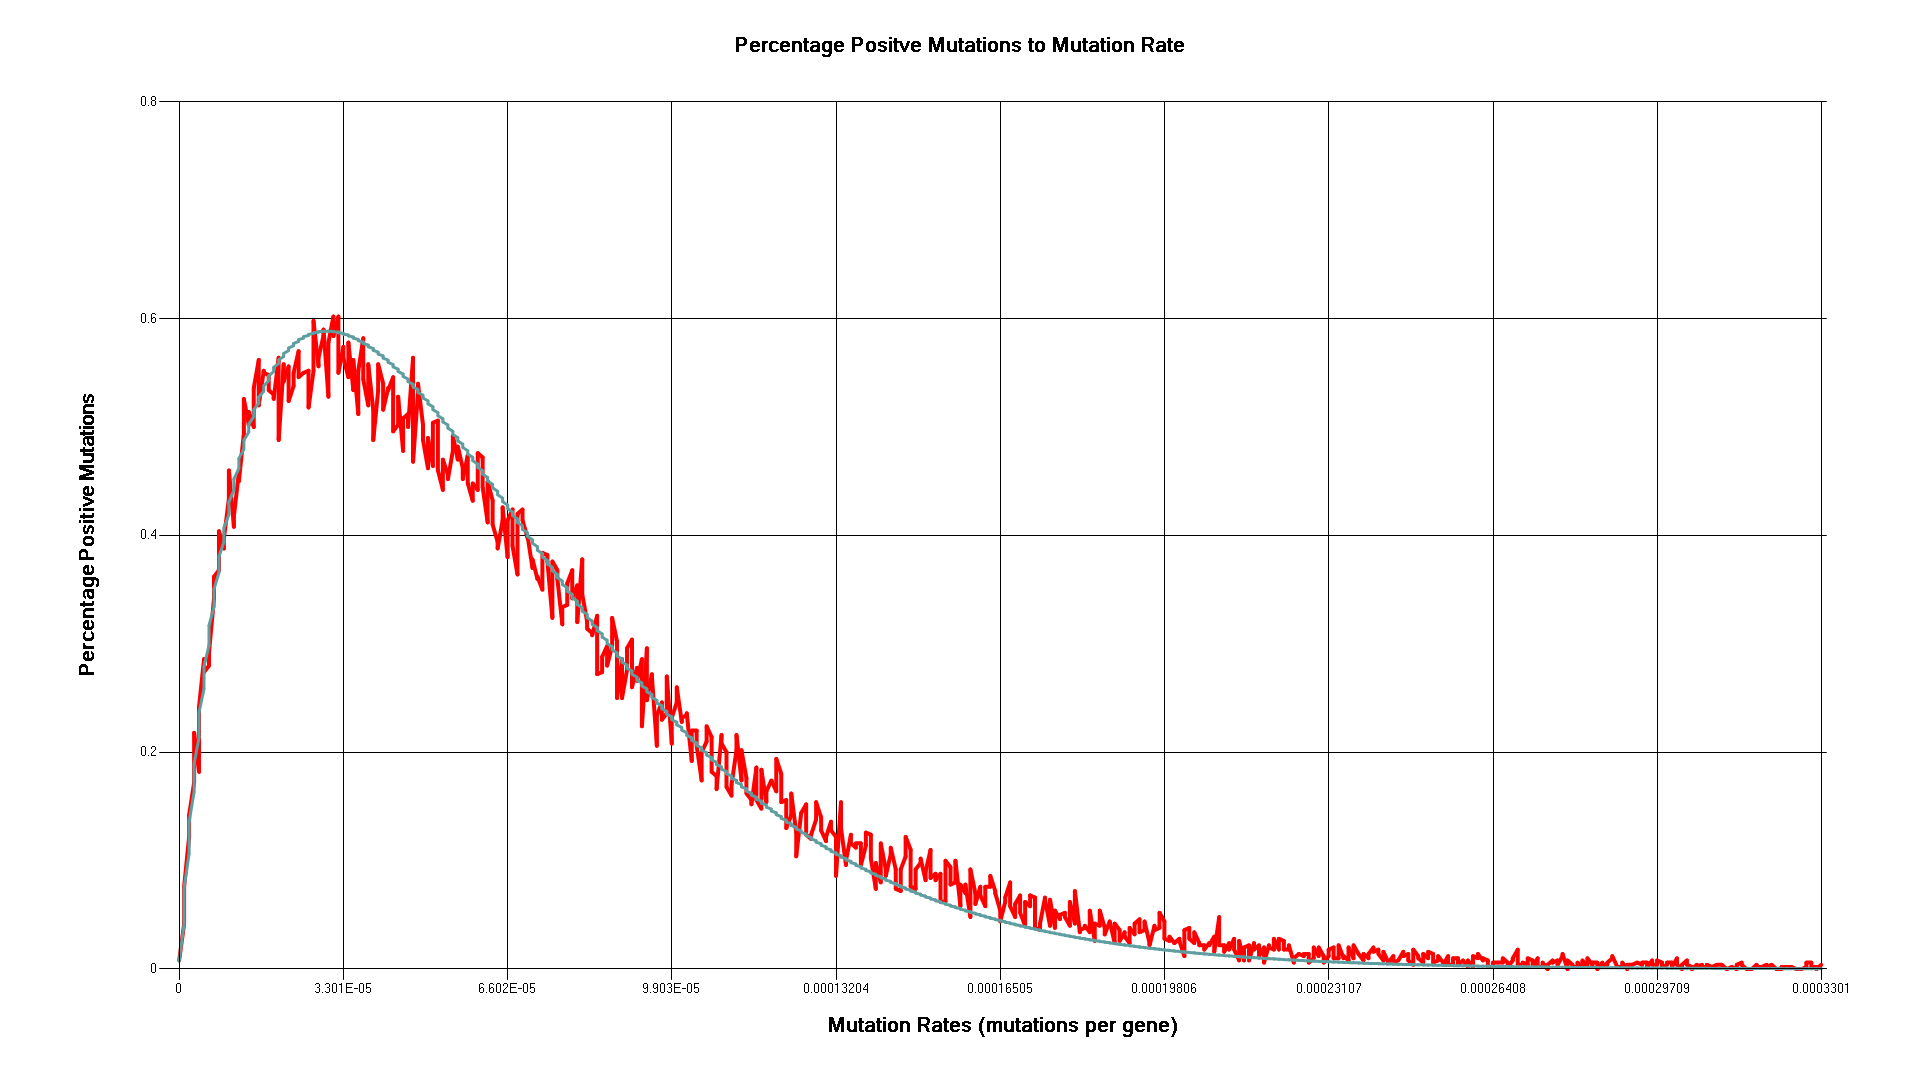 Percentage Positve Mutations to Mutation Rate
0.8
0.6
0.4
0.2
0
Percentage Positive Mutations
0 3.301E-05 6.602E-05 9.903E-05 0.00013204 0.00016505 0.00019806 0.00023107 0.00026408 0.00029709 0.0003301
Mutation Rates (mutations per gene)